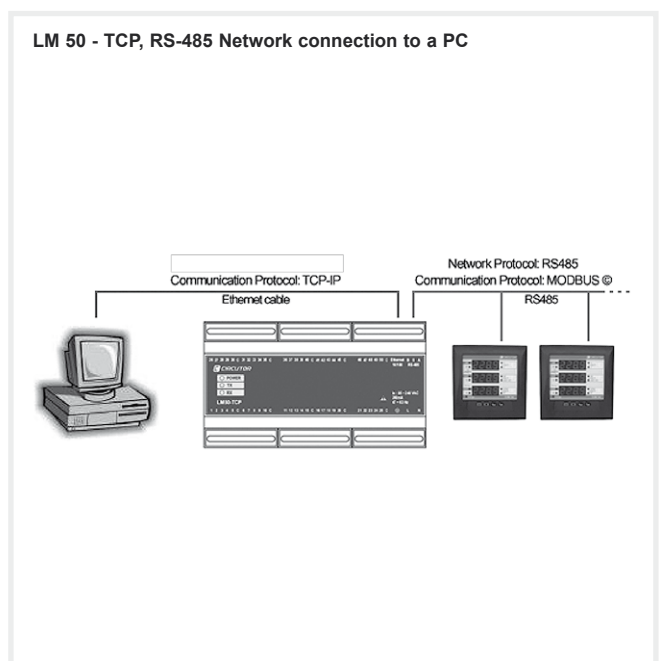 LM 50 - TCP, RS-485 Network connection to a PC
Network Protocol: RS485
Communication Protocol: TCP-IP
Communication Protocol: MODBUS ©
Ethernet cable
RS485
CIRCUTOR
POWER
TX
RX
LM50-TCP